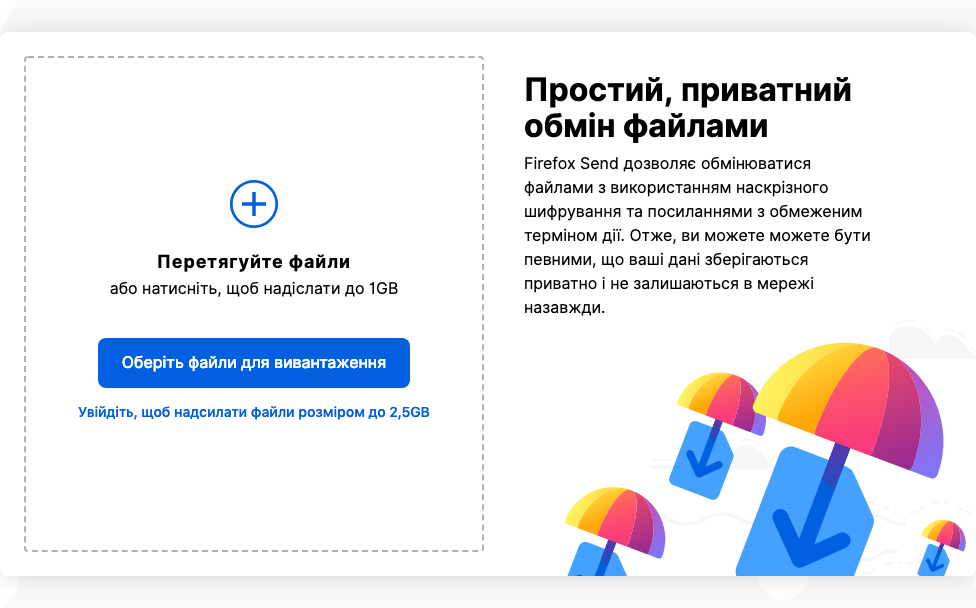 Перетягуйте файли
або натисніть, щоб надіслати до 1GB
Оберіть файли для вивантаження
Увійдіть, щоб надсилати файли розміром до 2,5GB
Простий, приватний
обмін файлами
Firefox Send дозволяє обмінюватися
файлами з використанням наскрізного
шифрування та посиланнями з обмеженим
терміном дії. Отже, ви можете можете бути
певними, що ваші дані зберігаються
приватно і не залишаються в мережі
назавжди.